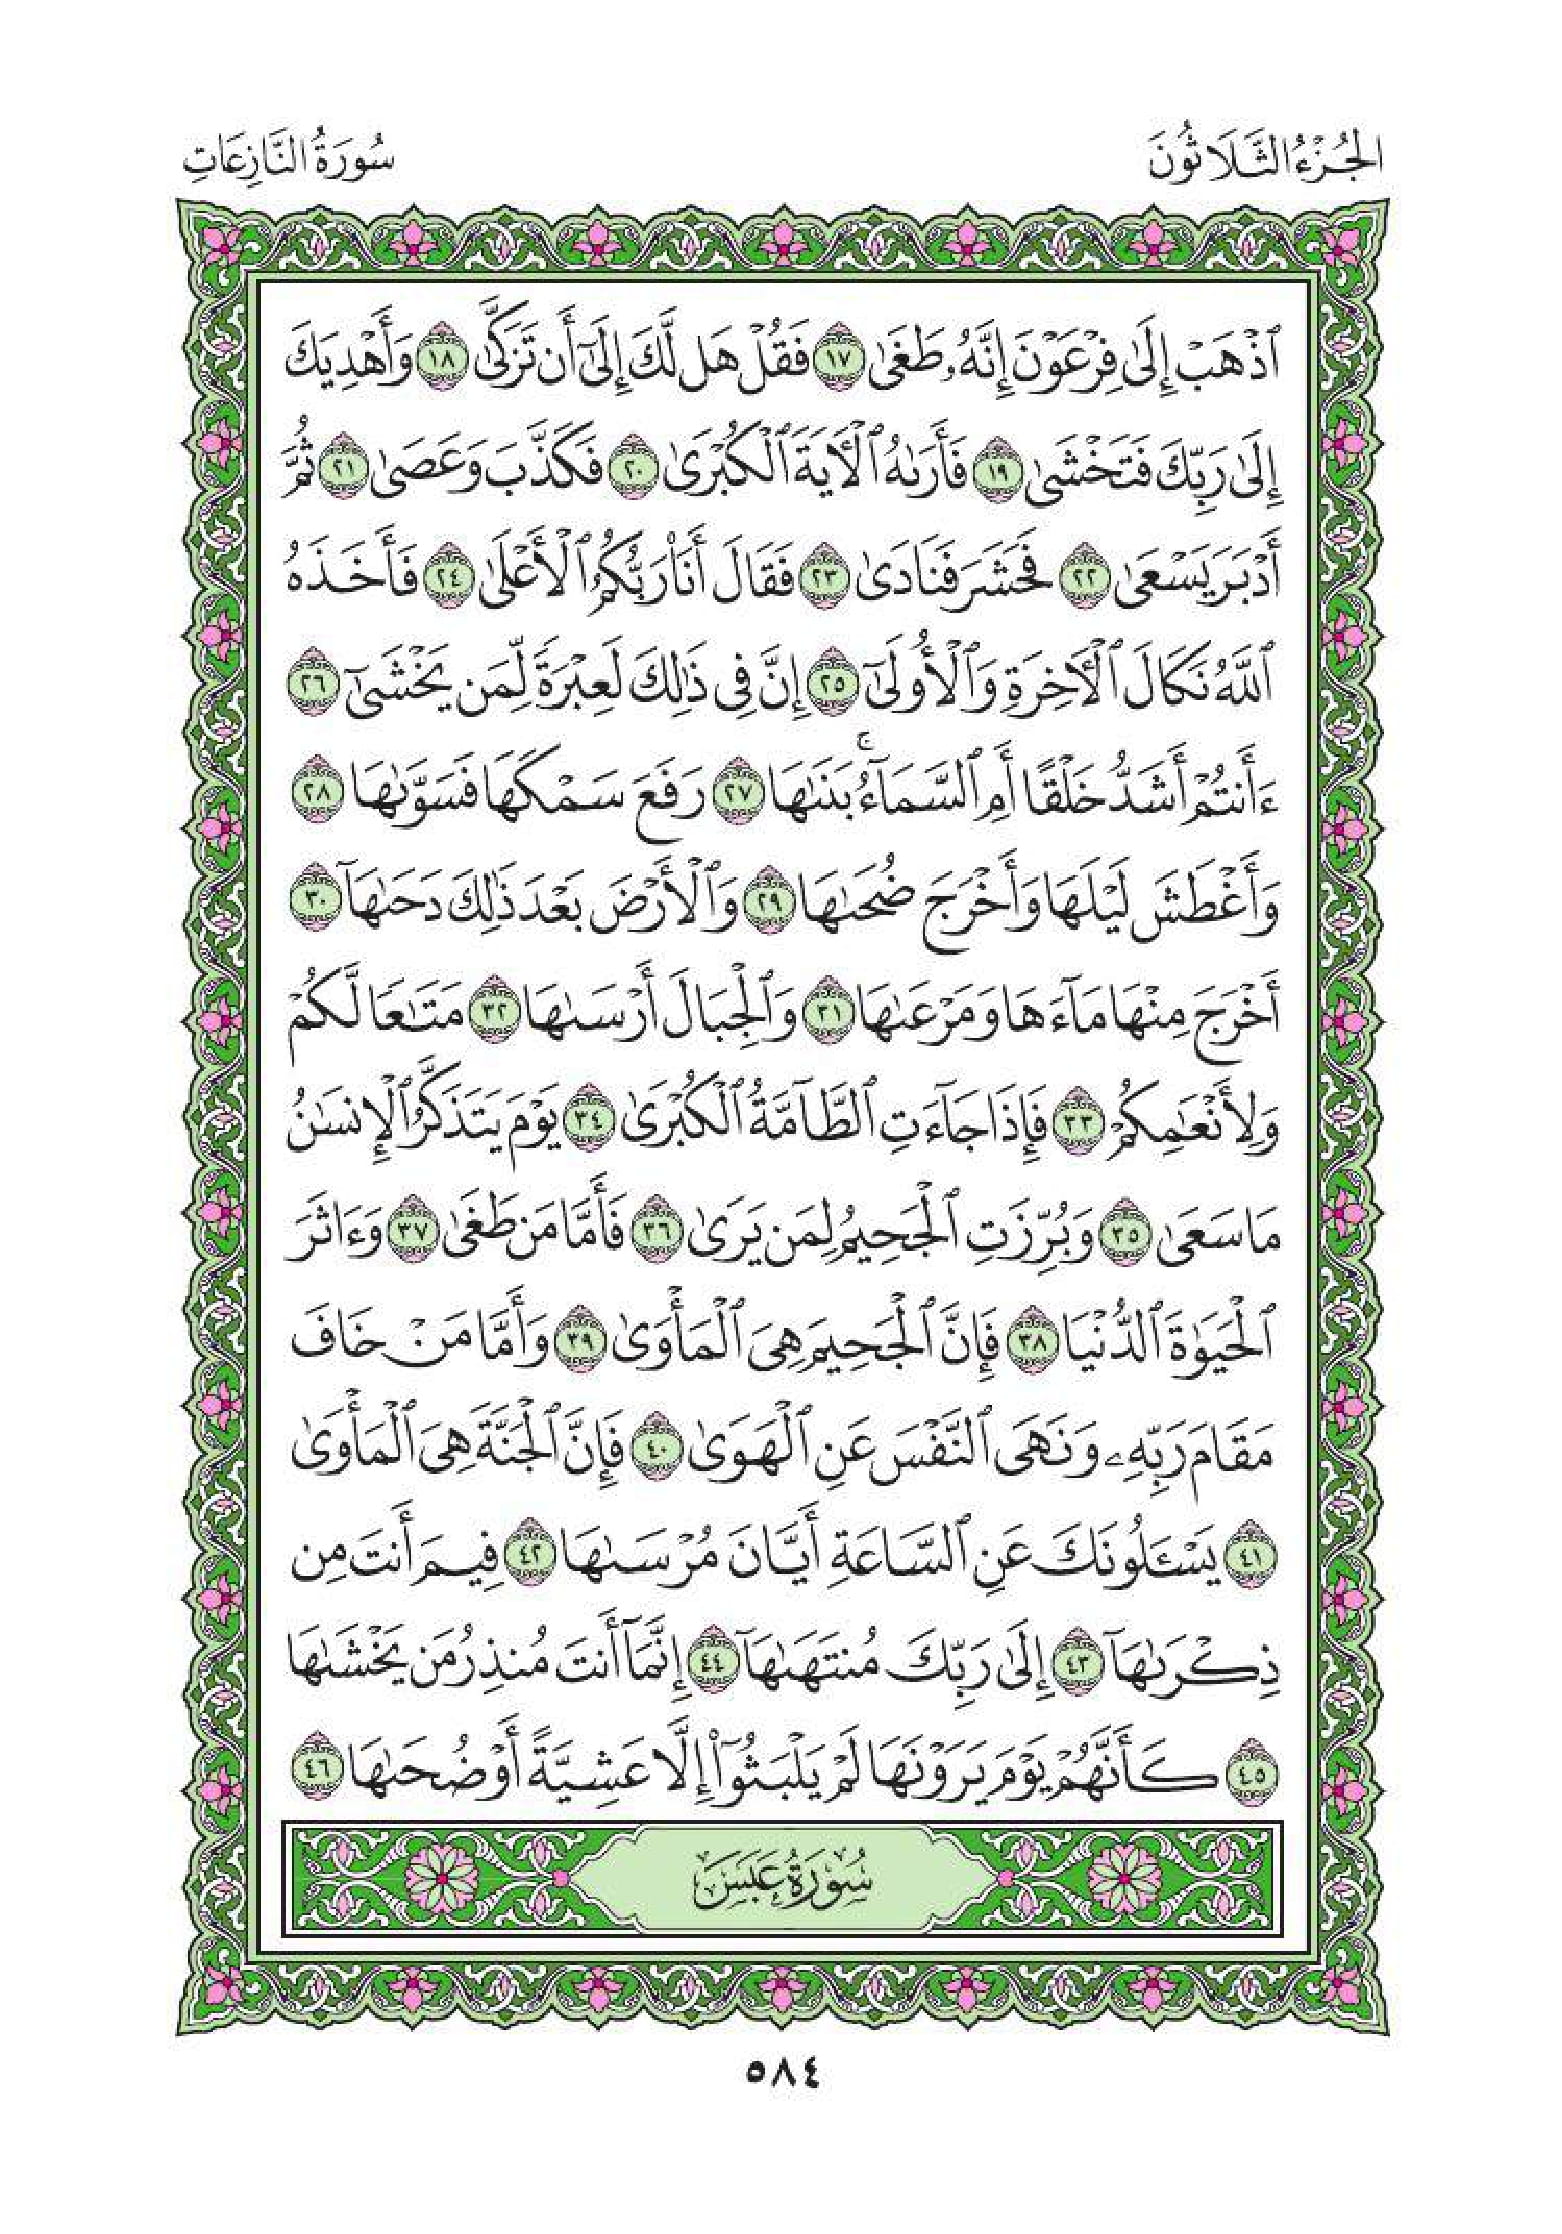 الجُزْءُ الثَّلَاثُونَ
سُورَةُ النَّازِعَاتِ
ٱذْهَبْ إِلَىٰ فِرْعَوْنَ إِنَّهُۥ طَغَىٰ ١٧ فَقُلْ هَل لَّكَ إِلَىٰٓ أَن تَزَكَّىٰ ١٨ وَأَهْدِيَكَ
إِلَىٰ رَبِّكَ فَتَخْشَىٰ ١٩ فَأَرَىٰهُ ٱلْءَايَةَ ٱلْكُبْرَىٰ ٢٠ فَكَذَّبَ وَعَصَىٰ ٢١ ثُمَّ
أَدْبَرَ يَسْعَىٰ ٢٢ فَحَشَرَ فَنَادَىٰ ٢٣ فَقَالَ أَنَا۠ رَبُّكُمُ ٱلْأَعْلَىٰ ٢٤ فَأَخَذَهُ
ٱللَّهُ نَكَالَ ٱلْءَاخِرَةِ وَٱلْأُولَىٰٓ ٢٥ إِنَّ فِى ذَٰلِكَ لَعِبْرَةً لِّمَن يَخْشَىٰٓ ٢٦
ءَأَنتُمْ أَشَدُّ خَلْقًا أَمِ ٱلسَّمَآءُ ۚ بَنَىٰهَا ٢٧ رَفَعَ سَمْكَهَا فَسَوَّىٰهَا ٢٨
وَأَغْطَشَ لَيْلَهَا وَأَخْرَجَ ضُحَىٰهَا ٢٩ وَٱلْأَرْضَ بَعْدَ ذَٰلِكَ دَحَىٰهَآ ٣٠
أَخْرَجَ مِنْهَا مَآءَهَا وَمَرْعَىٰهَا ٣١ وَٱلْجِبَالَ أَرْسَىٰهَا ٣٢ مَتَٰعًا لَّكُمْ
وَلِأَنْعَٰمِكُمْ ٣٣ فَإِذَا جَآءَتِ ٱلطَّآمَّةُ ٱلْكُبْرَىٰ ٣٤ يَوْمَ يَتَذَكَّرُ ٱلْإِنسَٰنُ
مَا سَعَىٰ ٣٥ وَبُرِّزَتِ ٱلْجَحِيمُ لِمَن يَرَىٰ ٣٦ فَأَمَّا مَن طَغَىٰ ٣٧ وَءَاثَرَ
ٱلْحَيَوٰةَ ٱلدُّنْيَا ٣٨ فَإِنَّ ٱلْجَحِيمَ هِىَ ٱلْمَأْوَىٰ ٣٩ وَأَمَّا مَنْ خَافَ
مَقَامَ رَبِّهِۦ وَنَهَى ٱلنَّفْسَ عَنِ ٱلْهَوَىٰ ٤٠ فَإِنَّ ٱلْجَنَّةَ هِىَ ٱلْمَأْوَىٰ
٤١ يَسْـَٔلُونَكَ عَنِ ٱلسَّاعَةِ أَيَّانَ مُرْسَىٰهَا ٤٢ فِيمَ أَنتَ مِن
ذِكْرَىٰهَآ ٤٣ إِلَىٰ رَبِّكَ مُنتَهَىٰهَآ ٤٤ إِنَّمَآ أَنتَ مُنذِرُ مَن يَخْشَىٰهَا
٤٥ كَأَنَّهُمْ يَوْمَ يَرَوْنَهَا لَمْ يَلْبَثُوٓا۟ إِلَّا عَشِيَّةً أَوْ ضُحَىٰهَا ٤٦
سُورَةُ عَبَسَ
٥٨٤